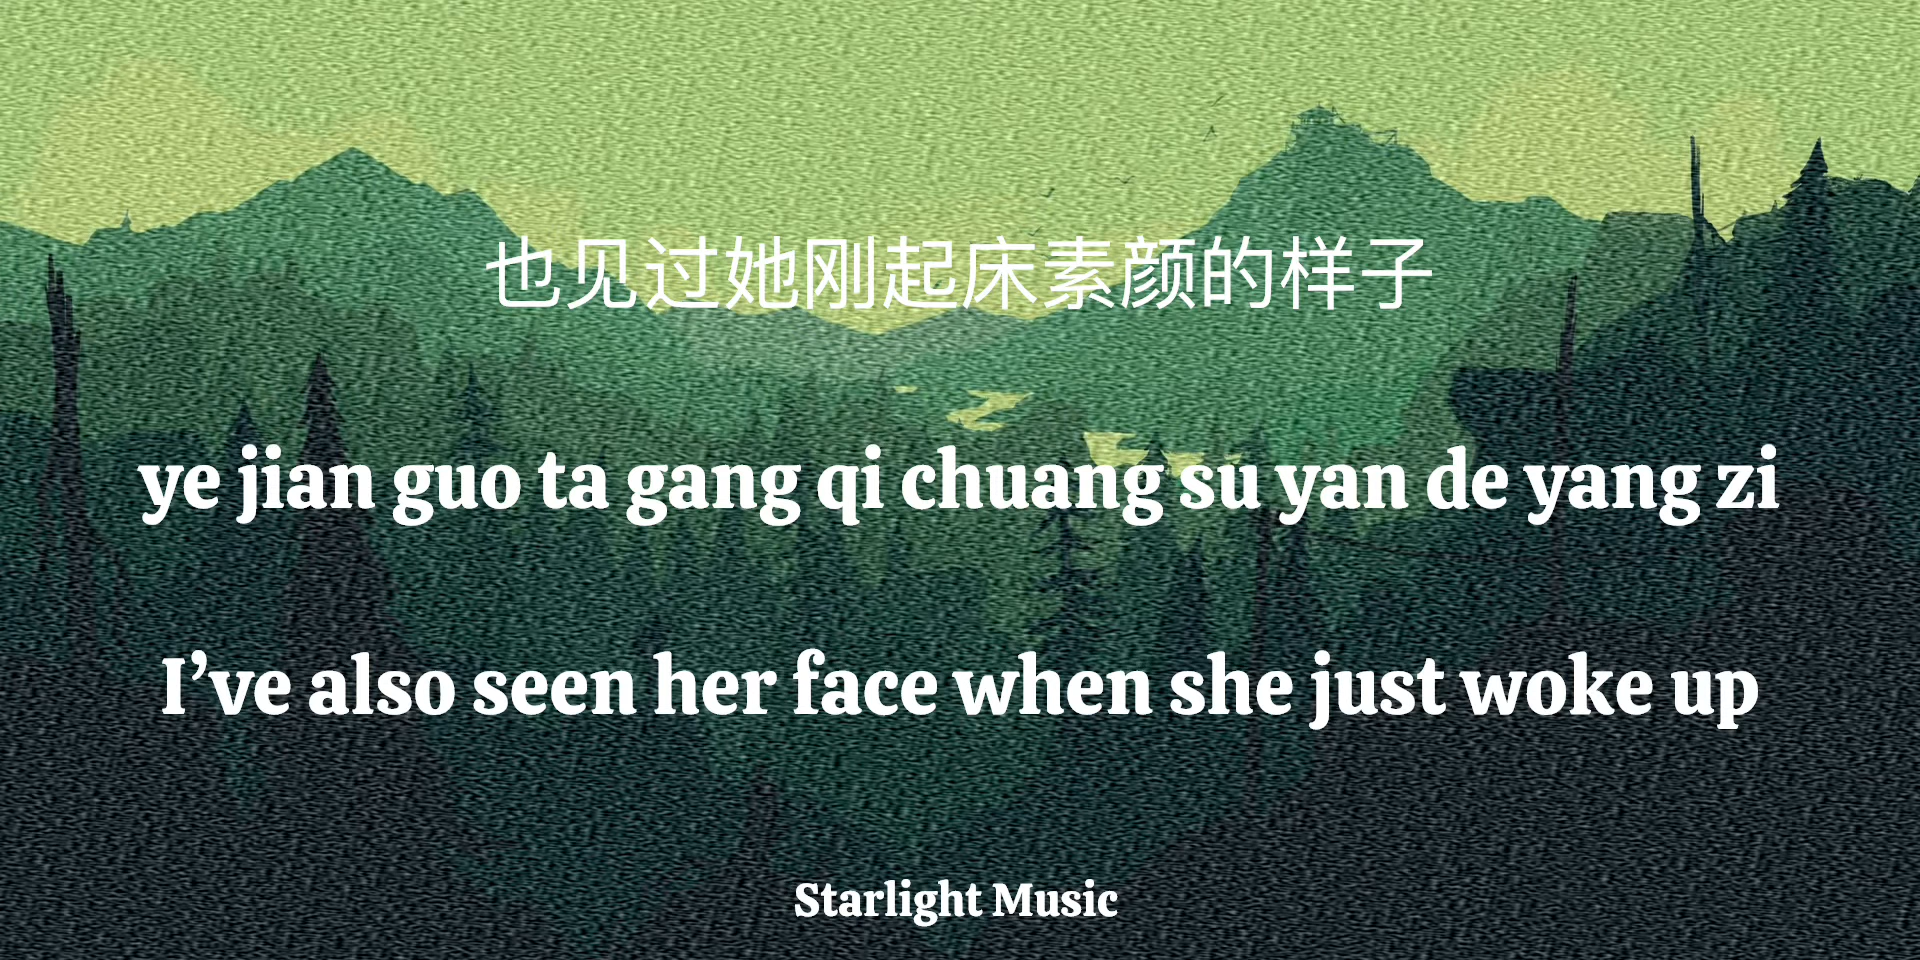 也见过她刚起床素颜的样子
ye jian guo ta gang qi chuang su yan de yang zi
I’ve also seen her face when she just woke up
Starlight Music